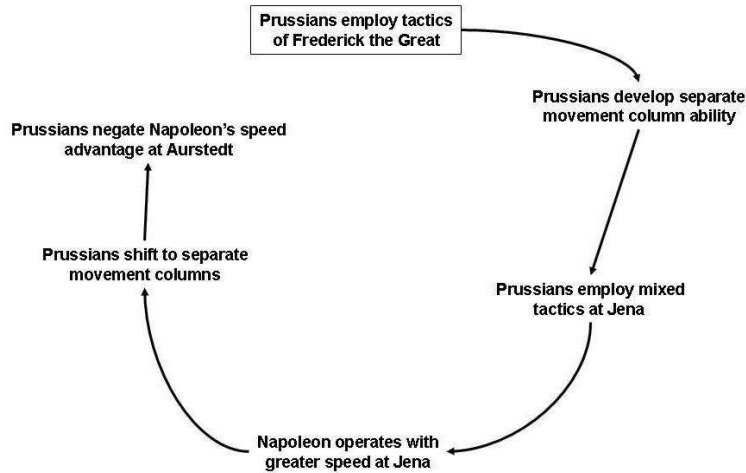 Prussians employ tactics
of Frederick the Great
Prussians develop separate
movement column ability
Prussians employ mixed
tactics at Jena
Napoleon operates with
greater speed at Jena
Prussians shift to separate
movement columns
Prussians negate Napoleon's speed
advantage at Aurstedt